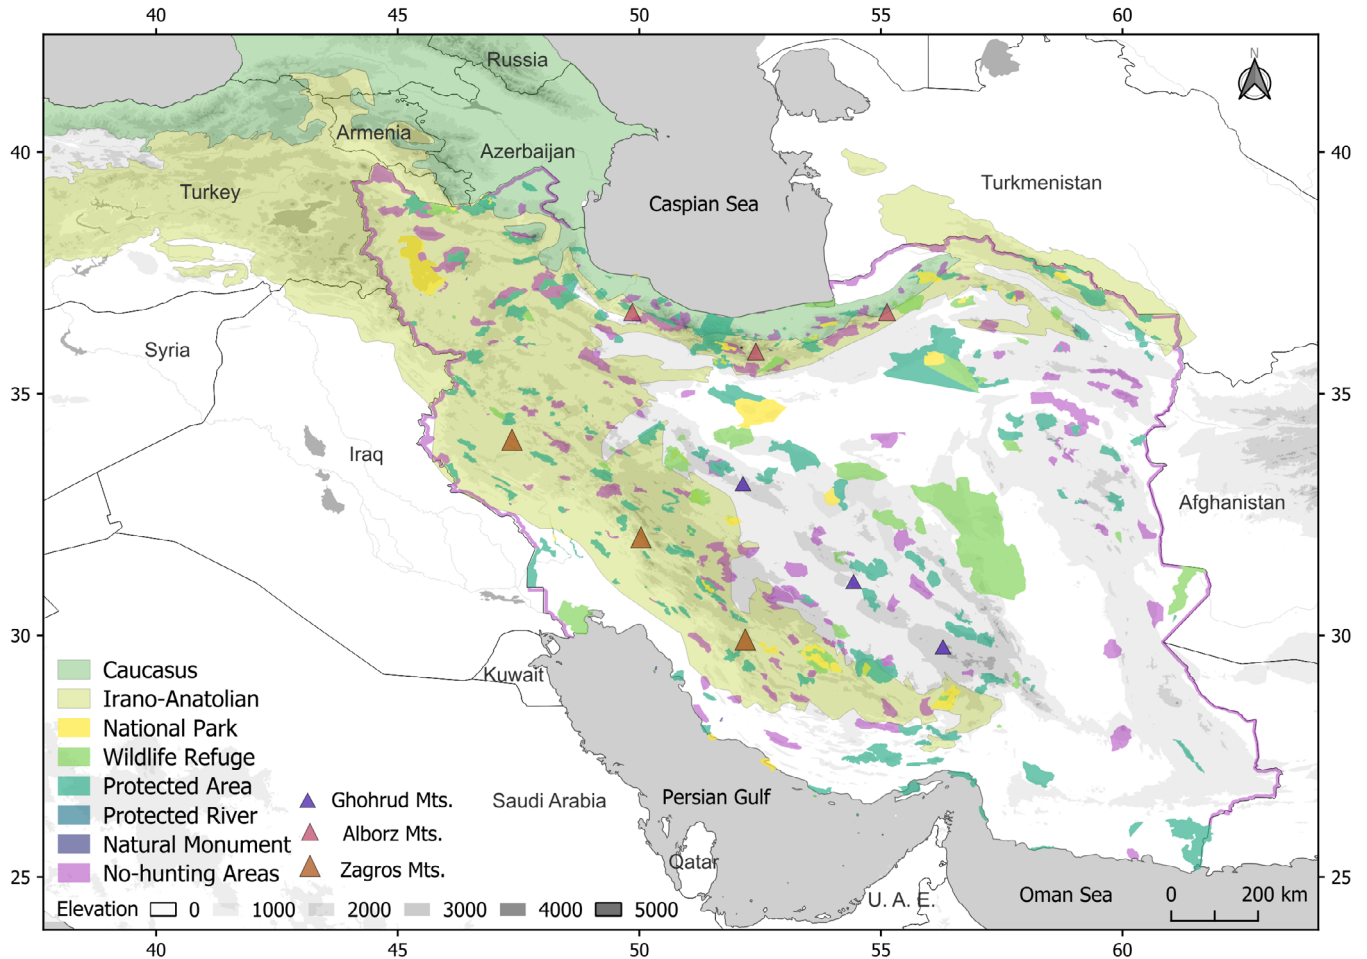 40 45 50 55 60
N
Russia
Armenia
Azerbaijan
40 40
Turkey
Caspian Sea
Turkmenistan
Syria
35 35
Iraq
Afghanistan
30 30
Kuwait
Caucasus
Irano-Anatolian
National Park
Wildlife Refuge
Protected Area
Protected River
Natural Monument
No-hunting Areas
Ghohrud Mts.
Alborz Mts.
Zagros Mts.
Saudi Arabia
Persian Gulf
Qatar
25 25
U. A. E.
Oman Sea
0 200 km
Elevation 0 1000 2000 3000 4000 5000
40 45 50 55 60